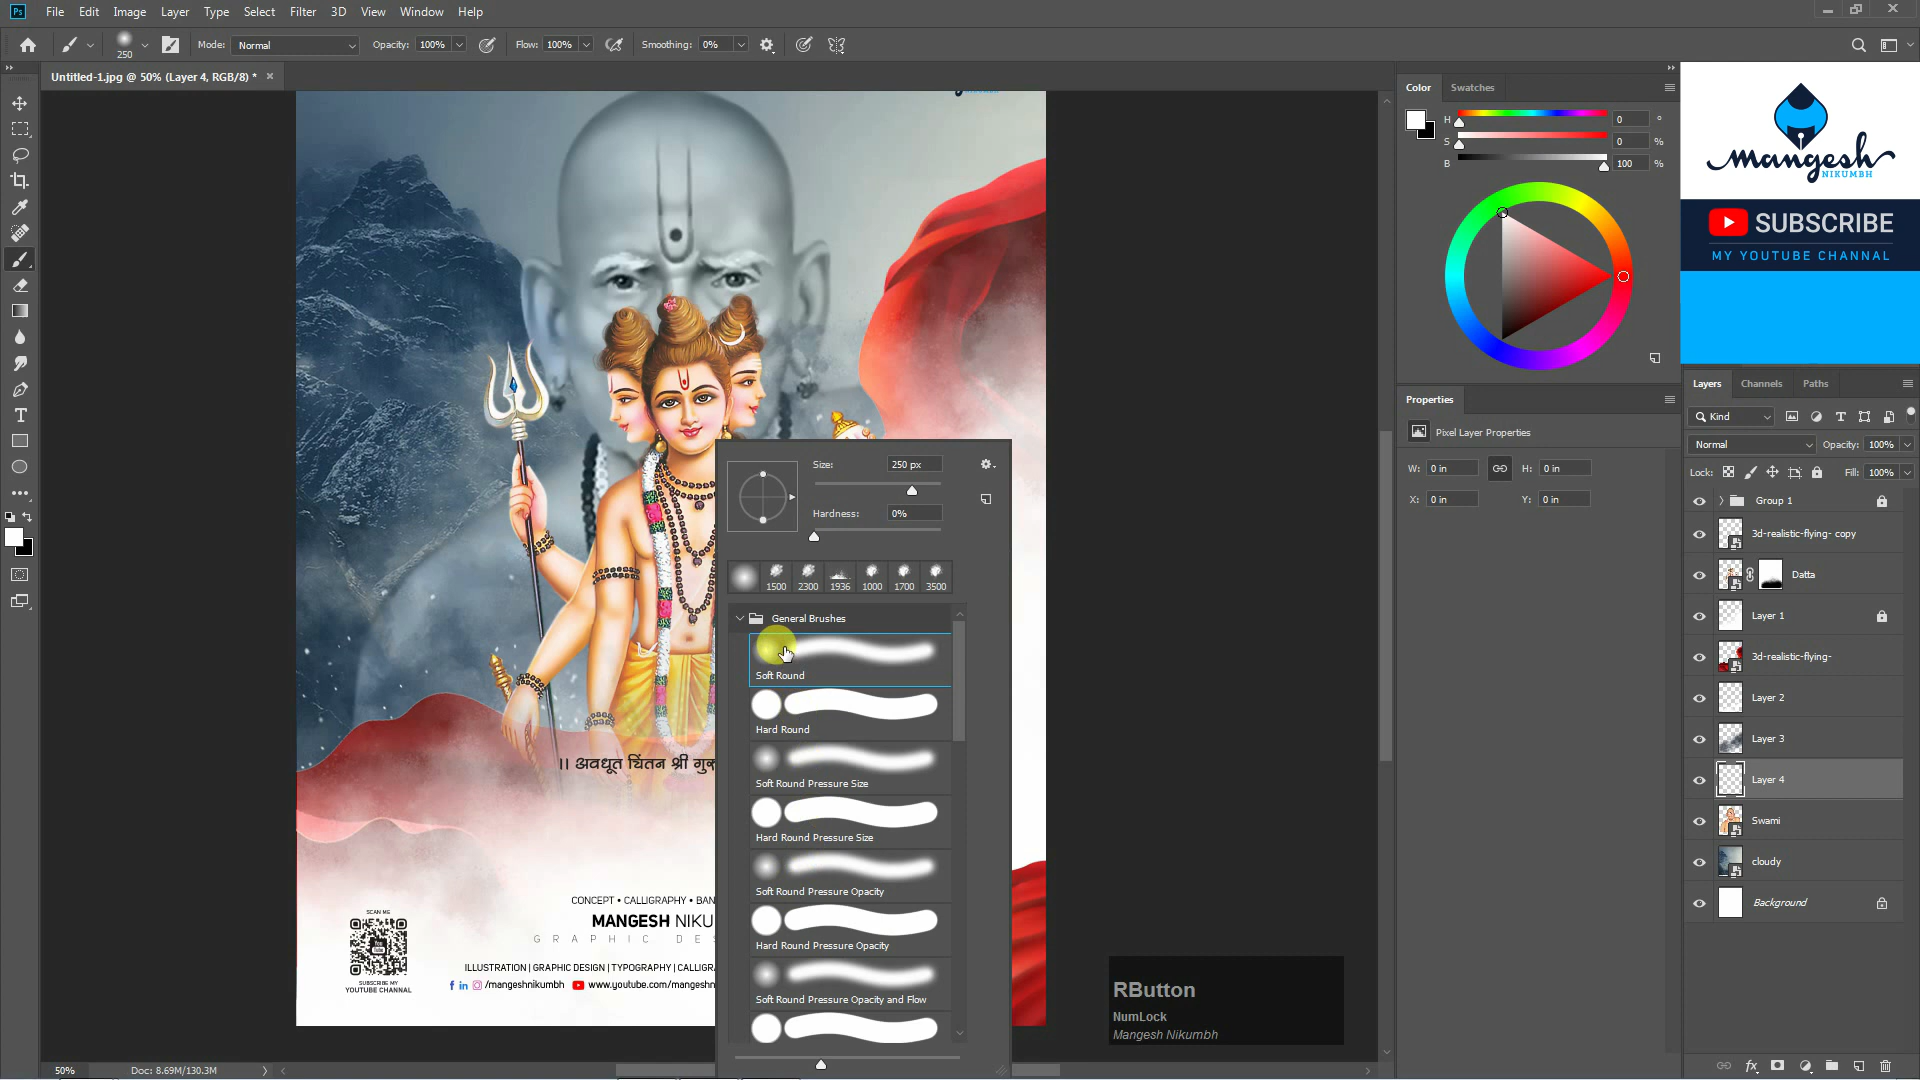 Ps File Edit Image Layer Type Select Filter 3D View Window Help
250 Mode: Normal Opacity: 100% Flow: 100% Smoothing: 0%
Untitled-1.jpg @ 50% (Layer 4, RGB/8) *
Color Swatches
H 0 °
S 0 %
B 100 %
Mangesh
NIKUMBH
SUBSCRIBE
MY YOUTUBE CHANNEL
Properties
Pixel Layer Properties
W: 0 in H: 0 in
X: 0 in Y: 0 in
Layers Channels Paths
Kind
Normal Opacity: 100%
Lock: Fill: 100%
Group 1
3d-realistic-flying- copy
Datta
Layer 1
3d-realistic-flying-
Layer 2
Layer 3
Layer 4
Swami
cloudy
Background
Size: 250 px
Hardness: 0%
1500 2300 1936 1000 1700 3500
General Brushes
Soft Round
Hard Round
Soft Round Pressure Size
Hard Round Pressure Size
Soft Round Pressure Opacity
Hard Round Pressure Opacity
Soft Round Pressure Opacity and Flow
।। अवधूत चिंतन श्री गुरु
CONCEPT • CALLIGRAPHY • BAN
MANGESH NIKU
GRAPHIC DES
ILLUSTRATION | GRAPHIC DESIGN | TYPOGRAPHY | CALLIGRA
/mangeshnikumbh www.youtube.com/mangeshn
SCAN ME
You
SUBSCRIBE MY
YOUTUBE CHANNEL
RButton
NumLock
Mangesh Nikumbh
50% Doc: 8.69M/130.3M